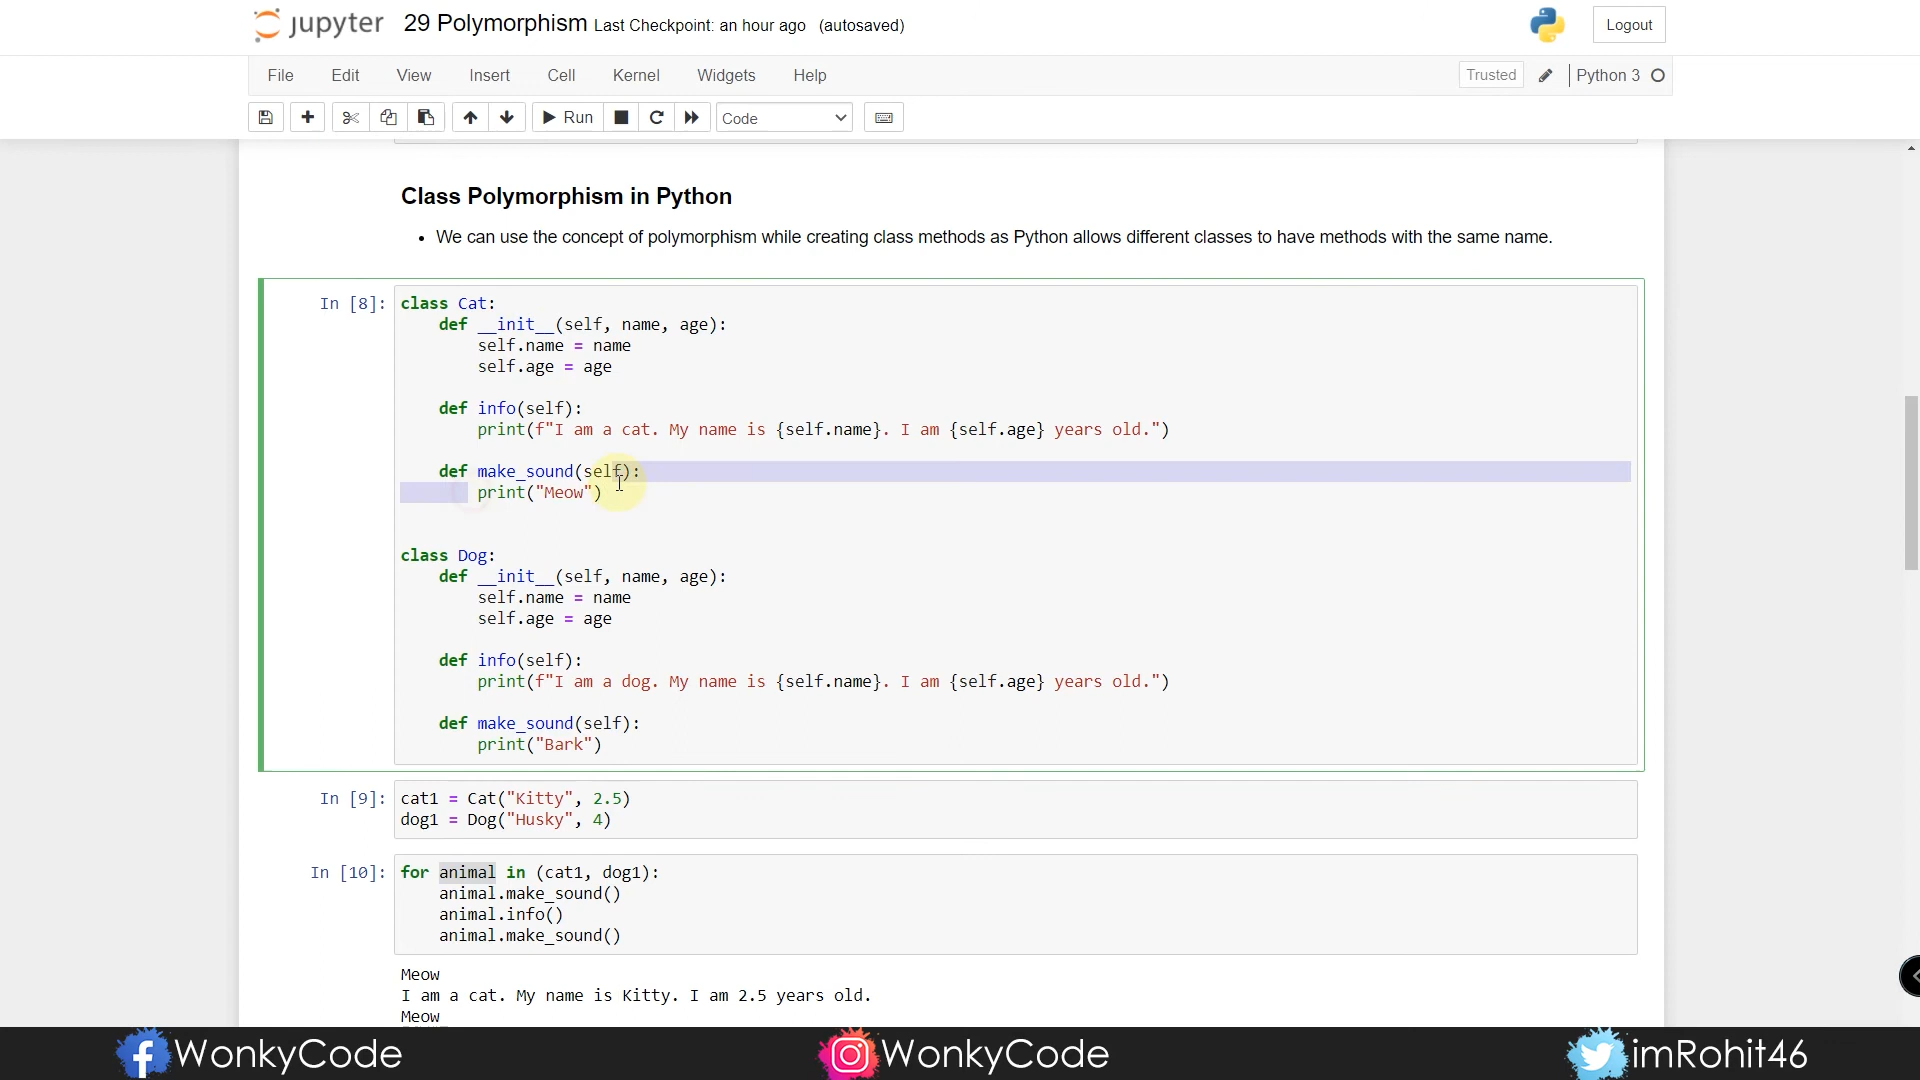 jupyter 29 Polymorphism Last Checkpoint: an hour ago (autosaved) Logout
File Edit View Insert Cell Kernel Widgets Help Trusted Python 3
Run Code
Class Polymorphism in Python
• We can use the concept of polymorphism while creating class methods as Python allows different classes to have methods with the same name.
In [8]: class Cat:
    def __init__(self, name, age):
        self.name = name
        self.age = age
    def info(self):
        print(f"I am a cat. My name is {self.name}. I am {self.age} years old.")
    def make_sound(self):
        print("Meow")
class Dog:
    def __init__(self, name, age):
        self.name = name
        self.age = age
    def info(self):
        print(f"I am a dog. My name is {self.name}. I am {self.age} years old.")
    def make_sound(self):
        print("Bark")
In [9]: cat1 = Cat("Kitty", 2.5)
dog1 = Dog("Husky", 4)
In [10]: for animal in (cat1, dog1):
    animal.make_sound()
    animal.info()
    animal.make_sound()
Meow
I am a cat. My name is Kitty. I am 2.5 years old.
Meow
WonkyCode WonkyCode imRohit46